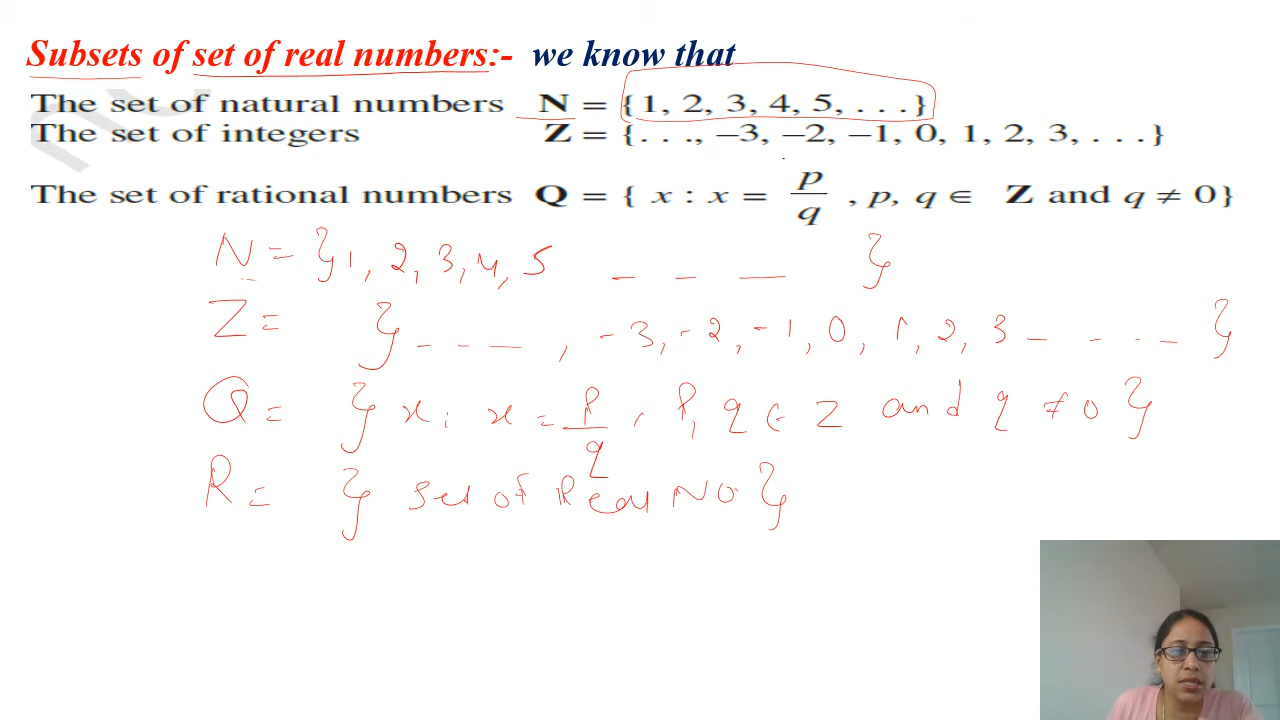 Subsets of set of real numbers:- we know that
The set of natural numbers N = {1, 2, 3, 4, 5, . . .}
The set of integers Z = {. . ., –3, –2, –1, 0, 1, 2, 3, . . .}
The set of rational numbers Q = { x : x = p/q , p, q ∈ Z and q ≠ 0}
N = {1, 2, 3, 4, 5 _ _ _ }
Z = { _ _ _ , -3, -2, -1, 0, 1, 2, 3 _ _ _ _ }
Q = { x : x = p/q , p, q ∈ Z and q ≠ 0 }
R = { set of Real NO }